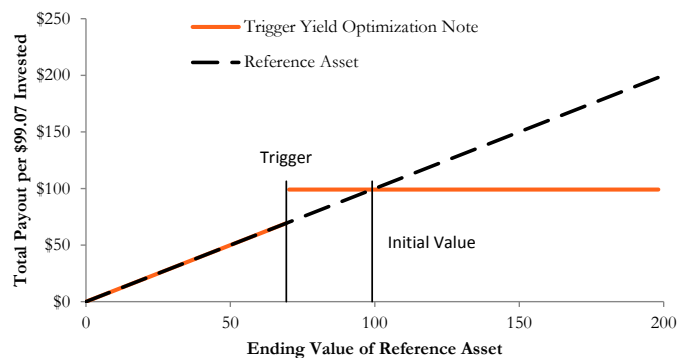 $250
Trigger Yield Optimization Note
Reference Asset
$200
$150
Trigger
$100
Initial Value
$50
$0
0
50
100
150
200
Total Payout per $99.07 Invested
Ending Value of Reference Asset